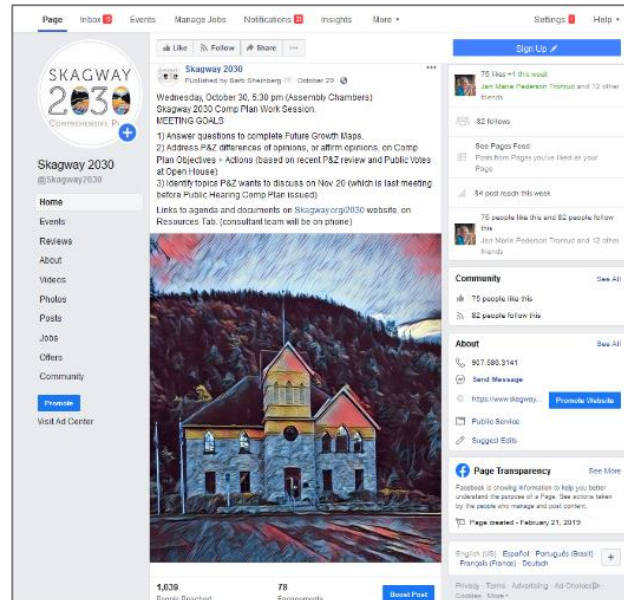 Page Inbox 15 Events Manage Jobs Notifications 23 Insights More Settings Help
Like Follow Share
Sign Up
SKAGWAY
2030
COMPREHENSIVE PLAN
Skagway 2030
@Skagway2030
Home
Events
Reviews
About
Videos
Photos
Posts
Jobs
Offers
Community
Promote
Visit Ad Center
Skagway 2030
Published by Barb Sheinberg October 29
Wednesday, October 30, 5:30 pm (Assembly Chambers)
Skagway 2030 Comp Plan Work Session.
MEETING GOALS
1) Answer questions to complete Future Growth Maps.
2) Address P&Z differences of opinions, or affirm opinions, on Comp
Plan Objectives + Actions (based on recent P&Z review and Public Votes
at Open House)
3) Identify topics P&Z wants to discuss on Nov. 20 (which is last meeting
before Public Hearing Comp Plan issued)
Links to agenda and documents on Skagway.org/2030 website, on
Resources Tab. (consultant team will be on phone)
1,039
People Reached
78
Engagements
Boost Post
75 likes +1 this week
Jan Marie Pederson Tronrud and 12 other
friends
82 follows
See Pages Feed
Posts from Pages you've liked as your
Page
84 post reach this week
75 people like this and 82 people follow
this
Jan Marie Pederson Tronrud and 12 other
friends
Community See All
75 people like this
82 people follow this
About See All
907.580.3141
Send Message
https://www.skagway... Promote Website
Public Service
Suggest Edits
Page Transparency See More
Facebook is showing information to help you better
understand the purpose of a Page. See actions taken
by the people who manage and post content.
Page created - February 21, 2019
English (US) · Español · Português (Brasil) ·
Français (France) · Deutsch
Privacy · Terms · Advertising · Ad Choices ·
Cookies · More